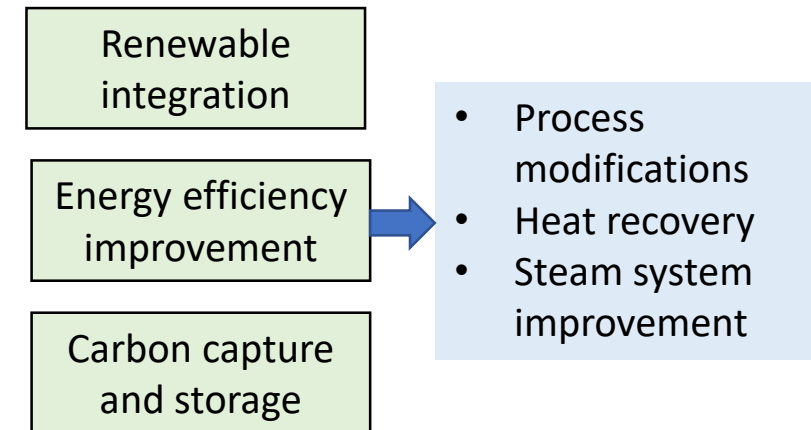 Renewable
integration
Energy efficiency
improvement
Carbon capture
and storage
• Process
modifications
• Heat recovery
• Steam system
improvement